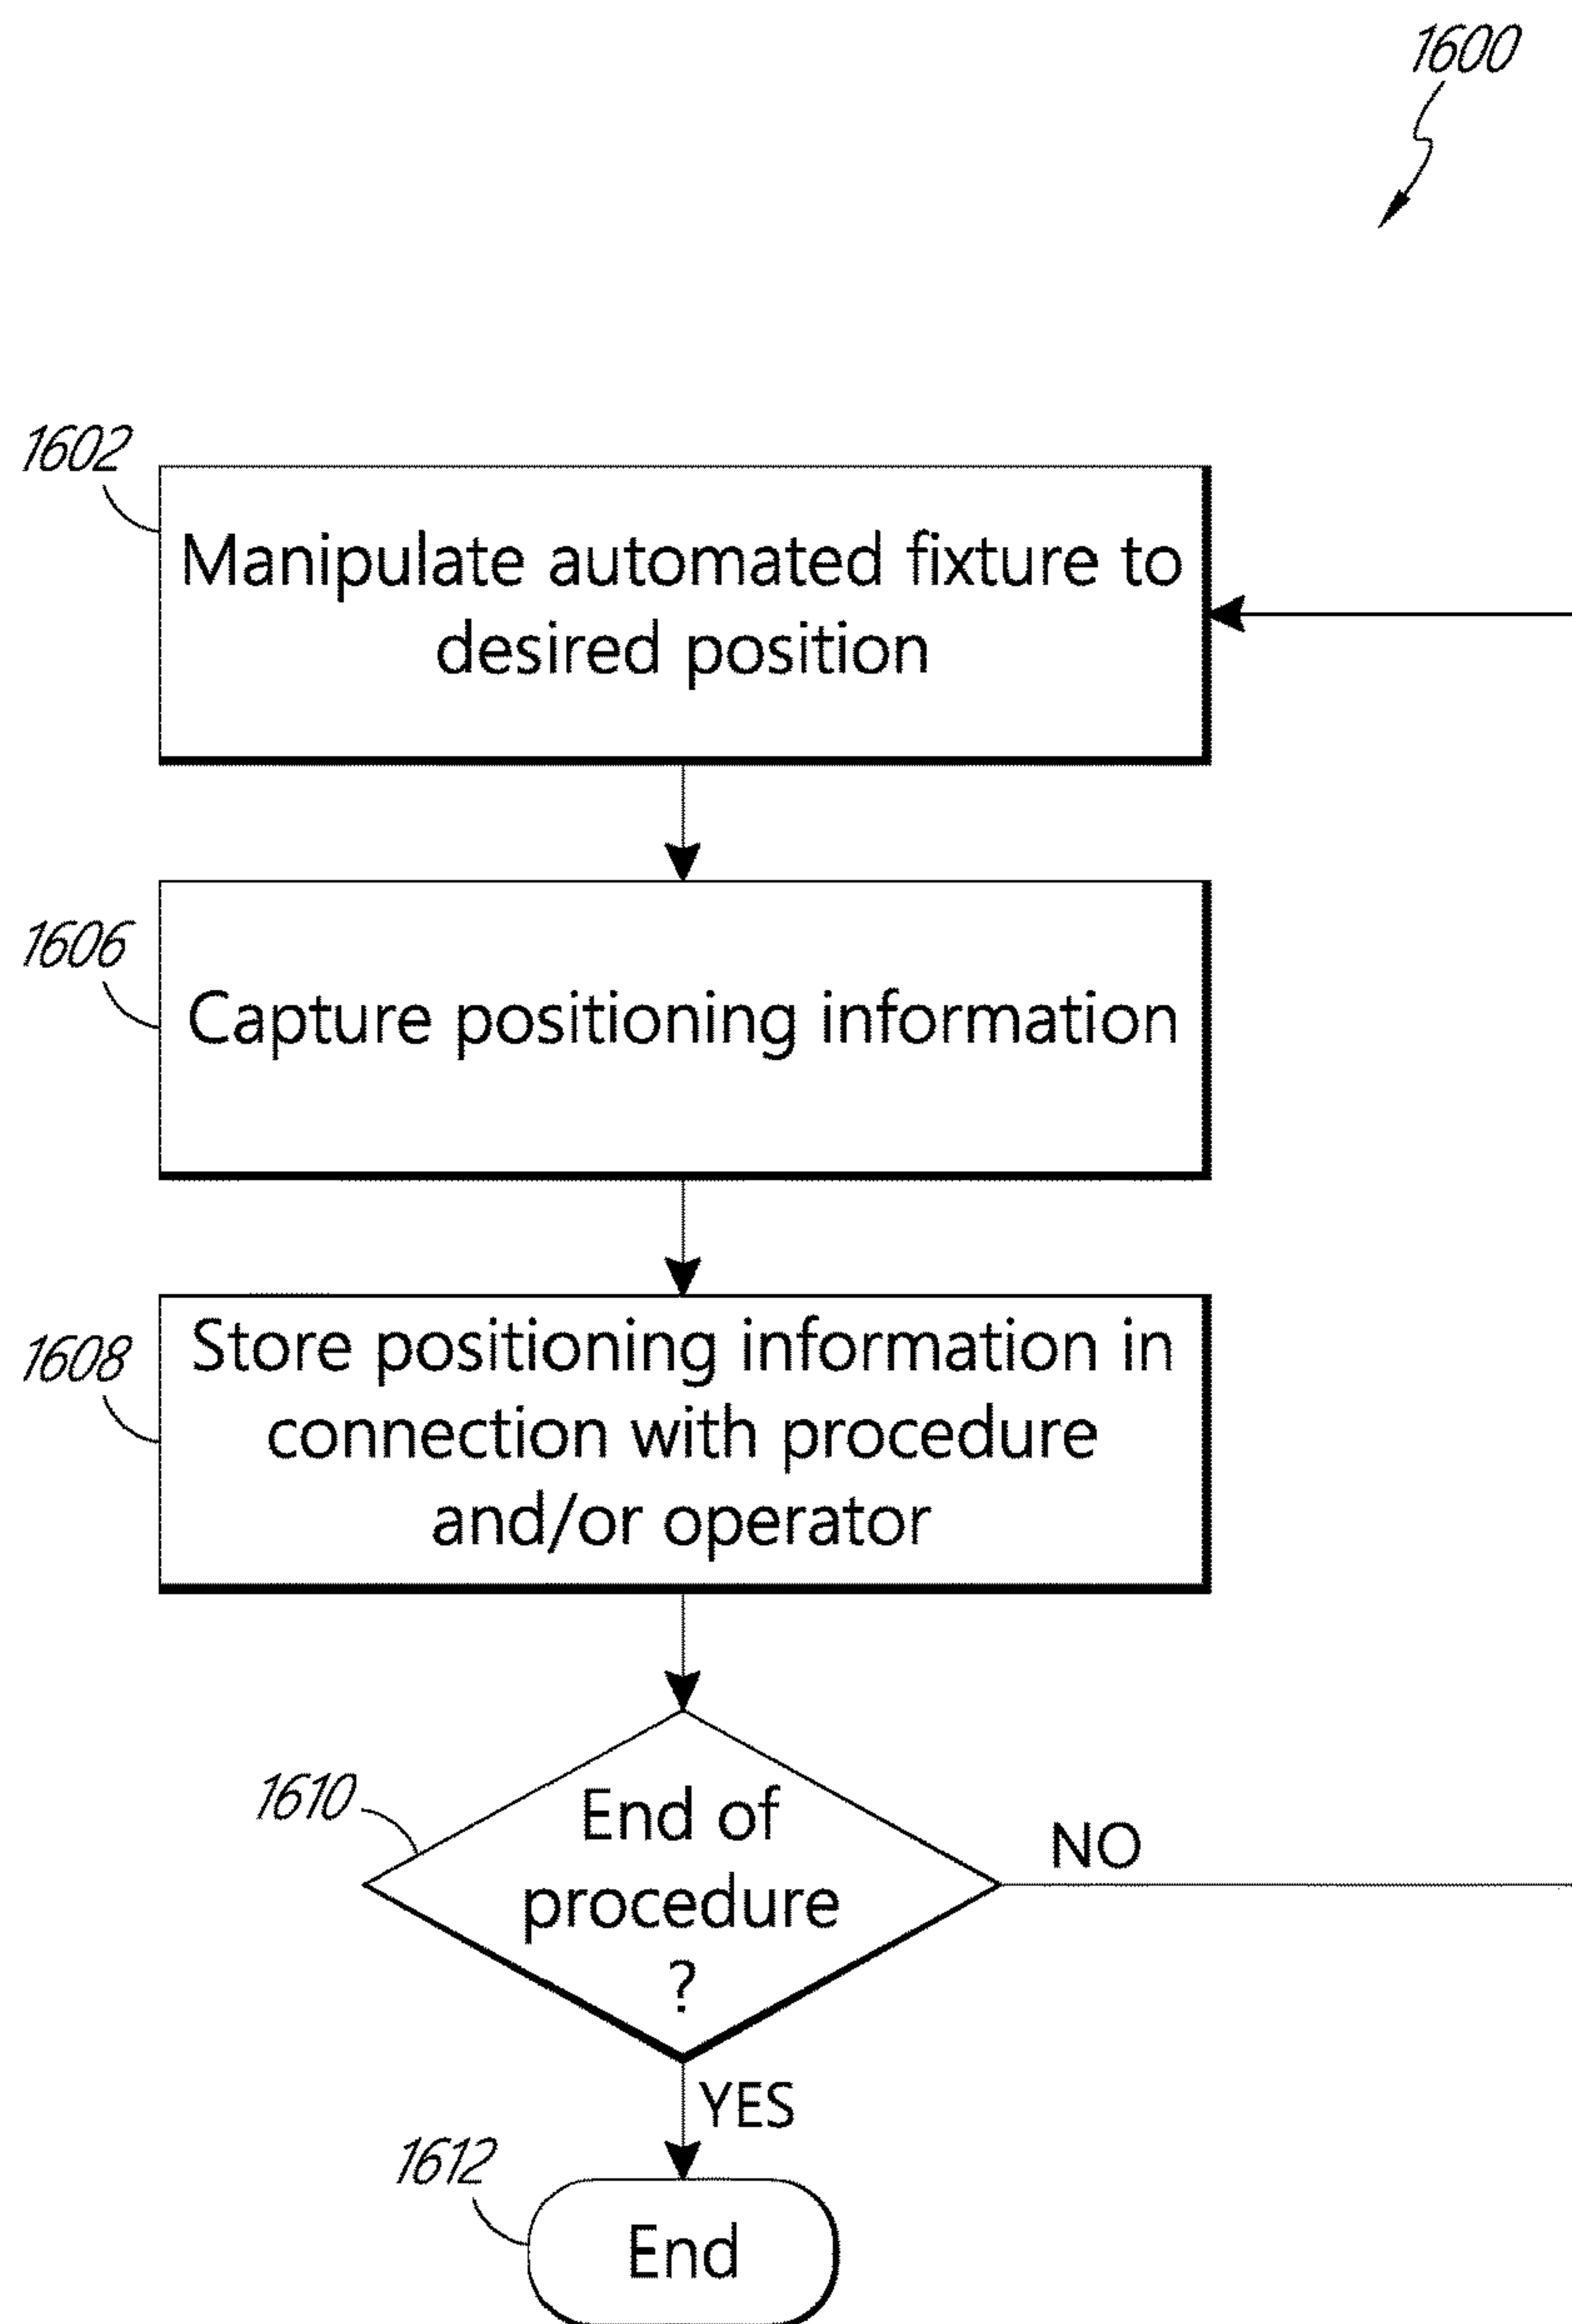 1600
1602
Manipulate automated fixture to
desired position
1606
Capture positioning information
1608
Store positioning information in
connection with procedure
and/or operator
1610
End of
procedure
?
NO
YES
1612
End